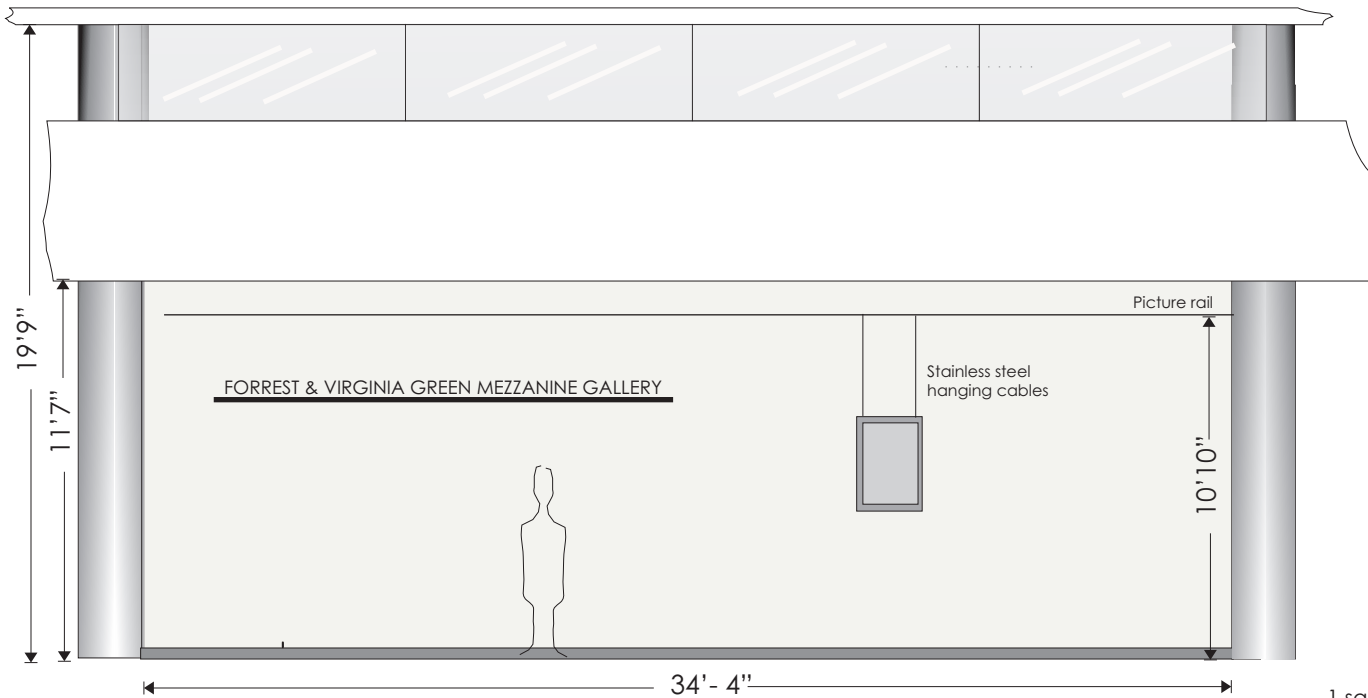 Picture rail
Stainless steel
hanging cables
FORREST & VIRGINIA GREEN MEZZANINE GALLERY
19’9”
11’7”
10’10”
34’- 4”